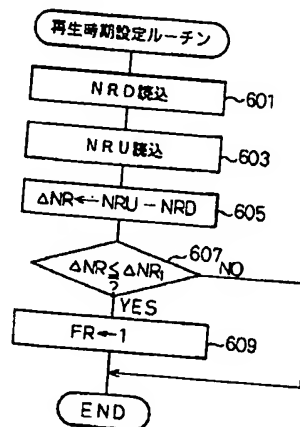 再生時期設定ルーチン
NRD読込
601
NRU読込
603
ΔNR←NRU－NRD
605
607
ΔNR≦ΔNR₁
?
NO
YES
FR←1
609
END